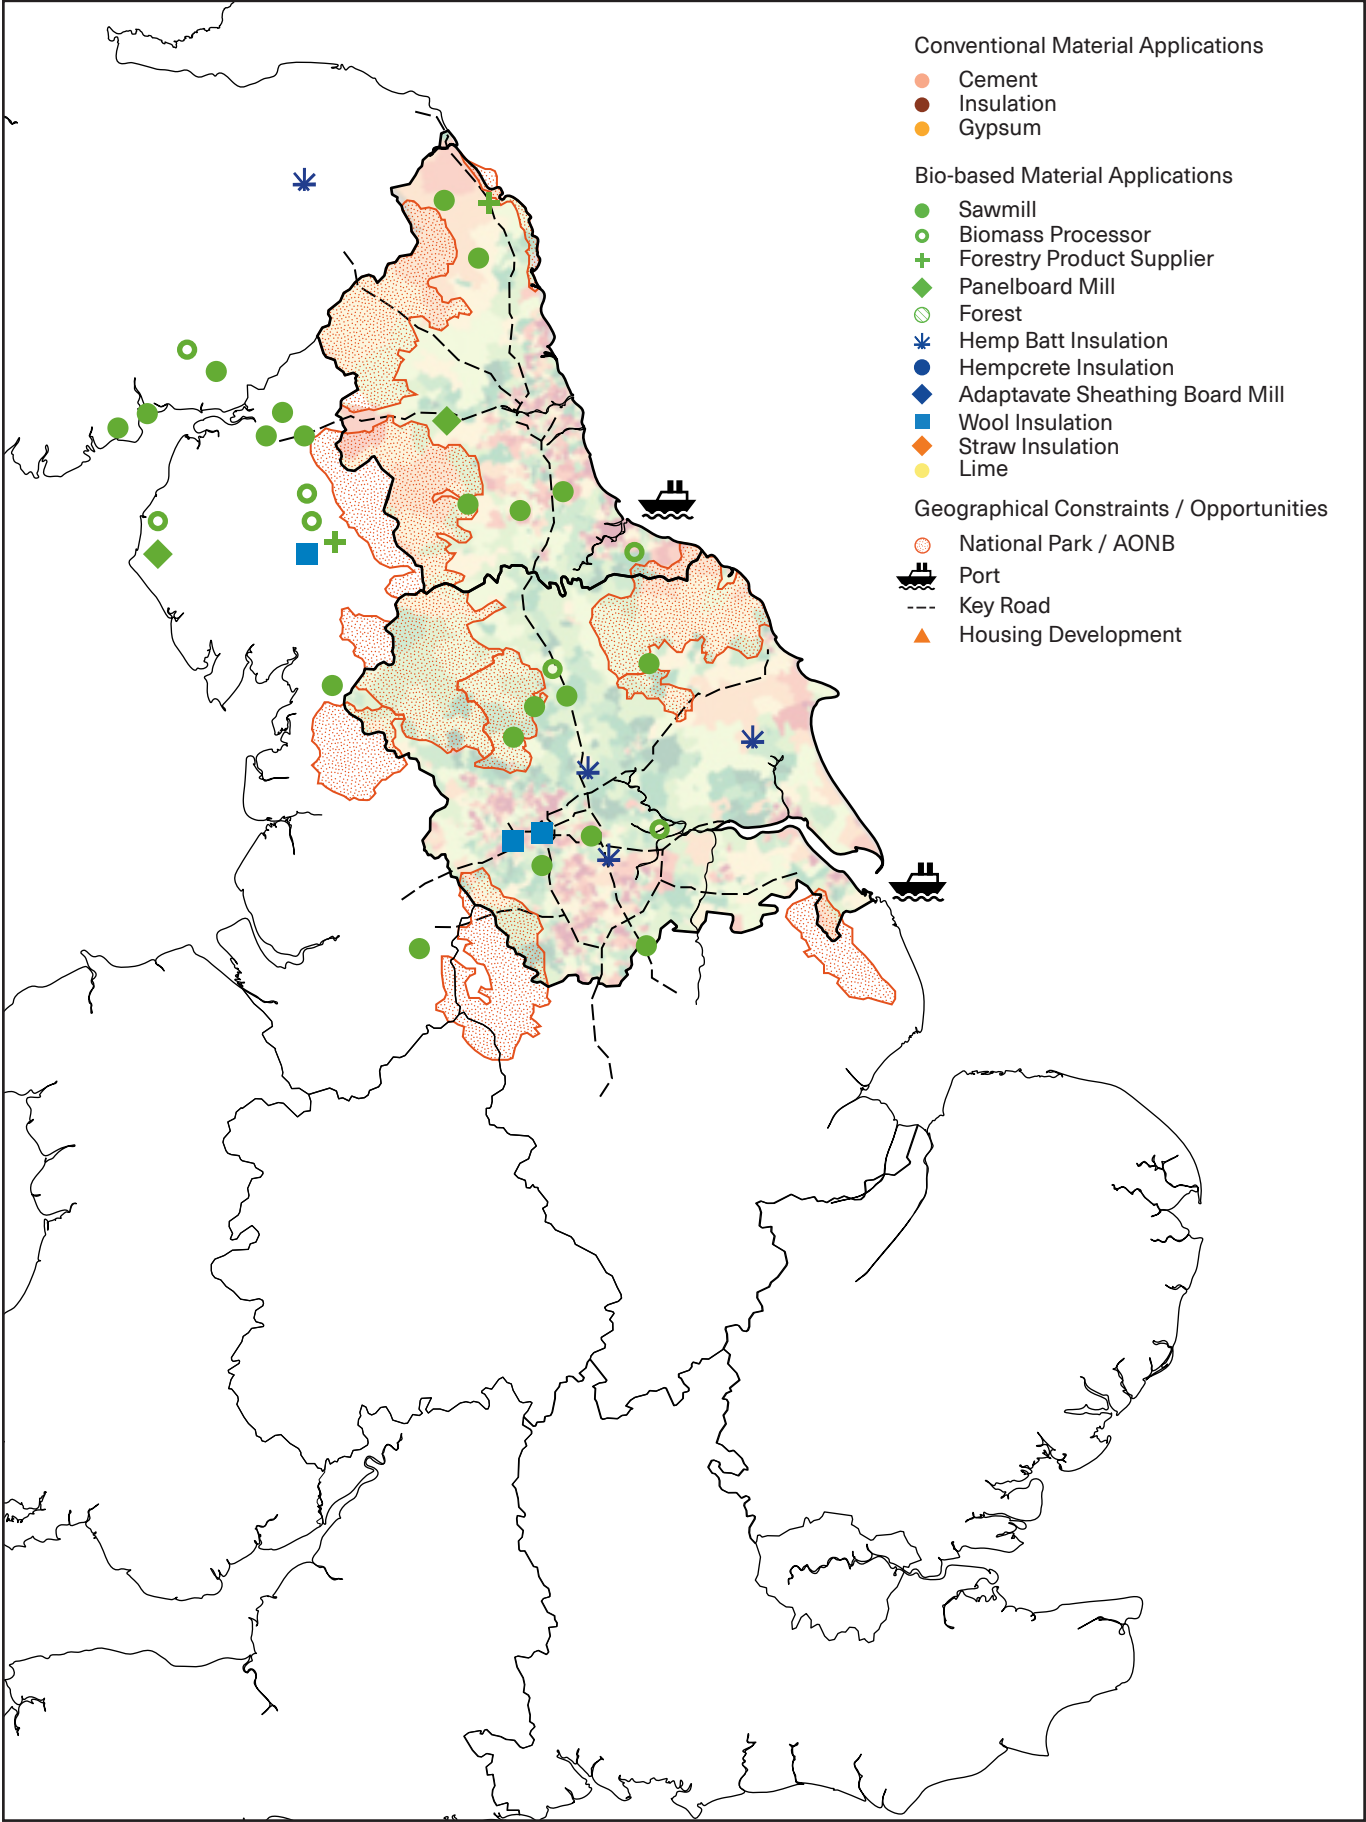 Conventional Material Applications
Cement
Insulation
Gypsum
Bio-based Material Applications
Sawmill
Biomass Processor
Forestry Product Supplier
Panelboard Mill
Forest
Hemp Batt Insulation
Hempcrete Insulation
Adaptavate Sheathing Board Mill
Wool Insulation
Straw Insulation
Lime
Geographical Constraints / Opportunities
National Park / AONB
Port
Key Road
Housing Development